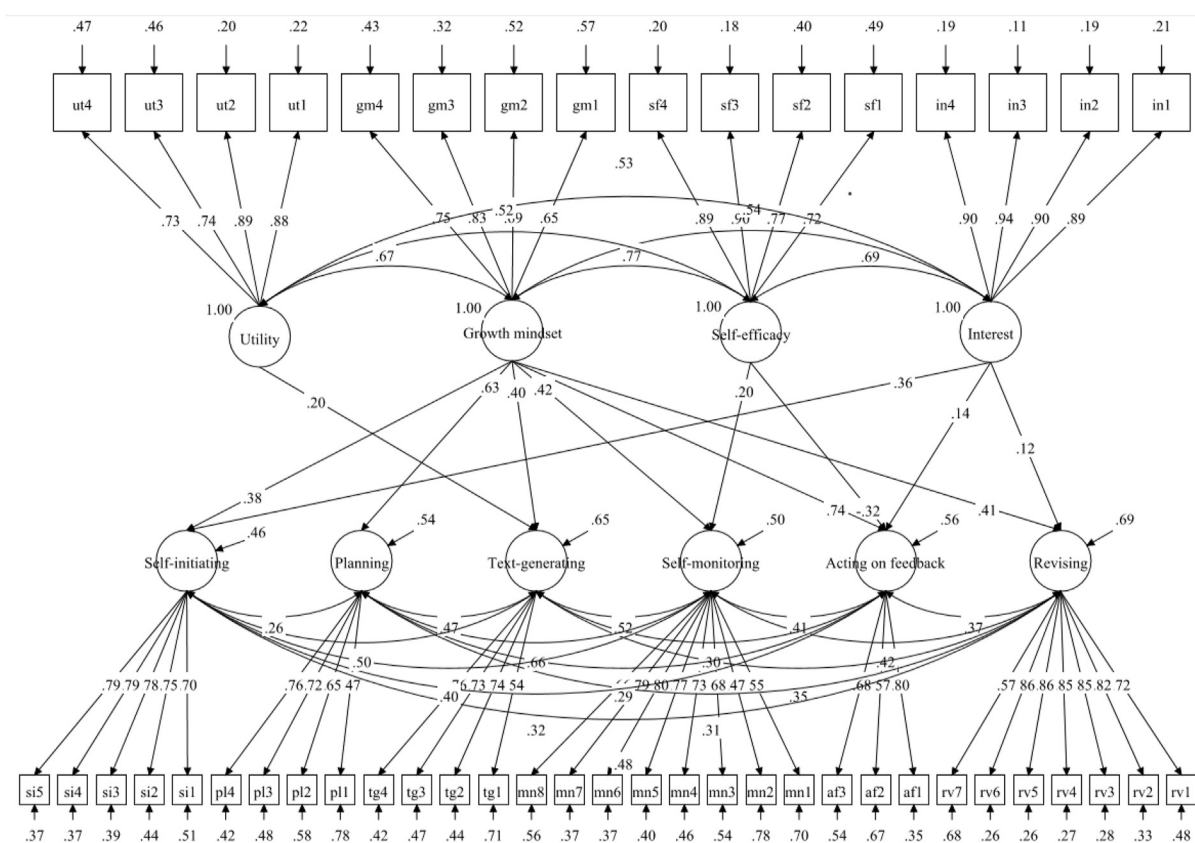 .47 .46 .20 .22 .43 .32 .52 .57 .20 .18 .40 .49 .19 .11 .19 .21
ut4 ut3 ut2 ut1 gm4 gm3 gm2 gm1 sf4 sf3 sf2 sf1 in4 in3 in2 in1
.53
.52 .54
.73 .74 .89 .88 .75 .83 .69 .65 .89 .90 .77 .72 .90 .94 .90 .89
.67 .77 .69
1.00 1.00 1.00 1.00
Utility Growth mindset Self-efficacy Interest
.63 .40 .42 .20 .36
.20 .14
.12
.38 .74 -.32 .41
.46 .54 .65 .50 .56 .69
Self-initiating Planning Text-generating Self-monitoring Acting on feedback Revising
.26 .47 .52 .41 .37
.50 .66 .30 .42
.79 .79 .78 .75 .70 .76 .72 .65 47 73 74 54 79 80 77 73 68 47 55 .68 57 .80 .57 86 .86 85 85 .82 .72
.40 .29 .35
.32 .31
.48
si5 si4 si3 si2 si1 pl4 pl3 pl2 pl1 tg4 tg3 tg2 tg1 mn8 mn7 mn6 mn5 mn4 mn3 mn2 mn1 af3 af2 af1 rv7 rv6 rv5 rv4 rv3 rv2 rv1
.37 .37 .39 .44 .51 .42 .48 .58 .78 .42 .47 .44 .71 .56 .37 .37 .40 .46 .54 .78 .70 .54 .67 .35 .68 .26 .26 .27 .28 .33 .48